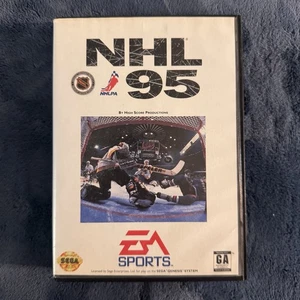 NHL
'95
NHLPA
BY HIGH SCORE PRODUCTIONS
EA
SPORTS
SEGA
GA